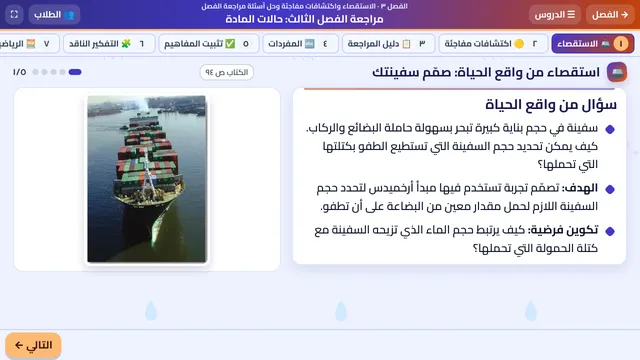 الفصل ٣ · الاستقصاء واكتشافات مفاجئة وحل أسئلة مراجعة الفصل
مراجعة الفصل الثالث: حالات المادة
→ الفصل
☰ الدروس
الطلاب
١ الاستقصاء
٢ اكتشافات مفاجئة
٣ دليل المراجعة
٤ المفردات
٥ تثبيت المفاهيم
٦ التفكير الناقد
٧
استقصاء من واقع الحياة: صمّم سفينتك
الكتاب ص ٩٤
١/٥
سؤال من واقع الحياة
سفينة في حجم بناية كبيرة تبحر بسهولة حاملة البضائع والركاب.
كيف يمكن تحديد حجم السفينة التي تستطيع الطفو بكتلتها
التي تحملها؟
الهدف: تصمّم تجربة تستخدم فيها مبدأ أرخميدس لتحدد حجم
السفينة اللازم لحمل مقدار معين من البضاعة على أن تطفو.
تكوين فرضية: كيف يرتبط حجم الماء الذي تزيحه السفينة مع
كتلة الحمولة التي تحملها؟
التالي ←